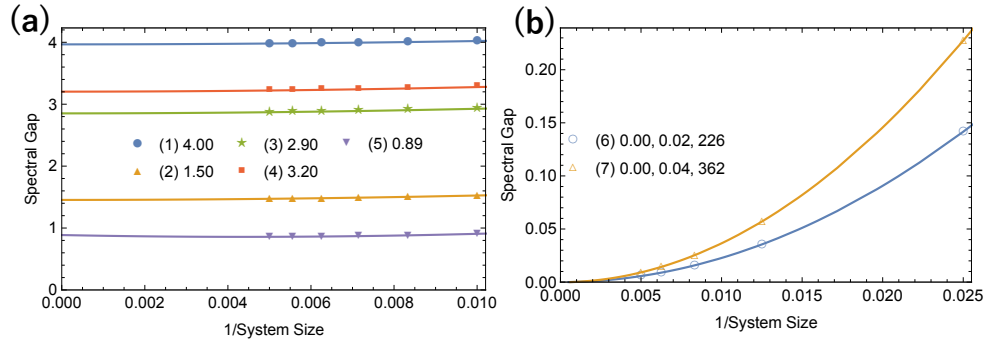 (a)
4
3
2
1
0
Spectral Gap
(1) 4.00 (3) 2.90 (5) 0.89
(2) 1.50 (4) 3.20
0.000 0.002 0.004 0.006 0.008 0.010
1/System Size
(b)
0.20
0.15
0.10
0.05
0.00
Spectral Gap
(6) 0.00, 0.02, 226
(7) 0.00, 0.04, 362
0.000 0.005 0.010 0.015 0.020 0.025
1/System Size